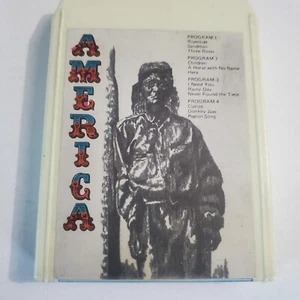 AMERICA
PROGRAM 1
Riverside
Sandman
Three Roses
PROGRAM 2
Children
A Horse with No Name
Here
PROGRAM 3
I Need You
Rainy Day
Never Found the Time
PROGRAM 4
Clarice
Donkey Jaw
Pigeon Song